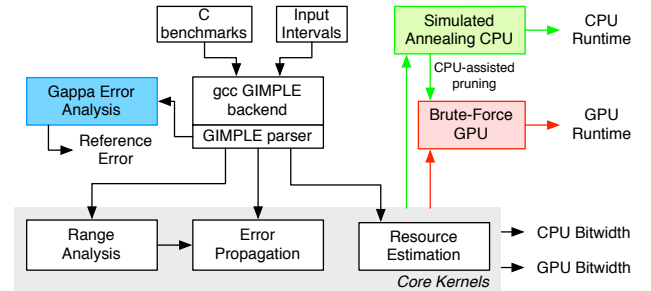 C
benchmarks
Input
Intervals
Simulated
Annealing CPU
CPU
Runtime
CPU-assisted
pruning
Gappa Error
Analysis
gcc GIMPLE
backend
GIMPLE parser
Reference
Error
Brute-Force
GPU
GPU
Runtime
Range
Analysis
Error
Propagation
Resource
Estimation
Core Kernels
CPU Bitwidth
GPU Bitwidth